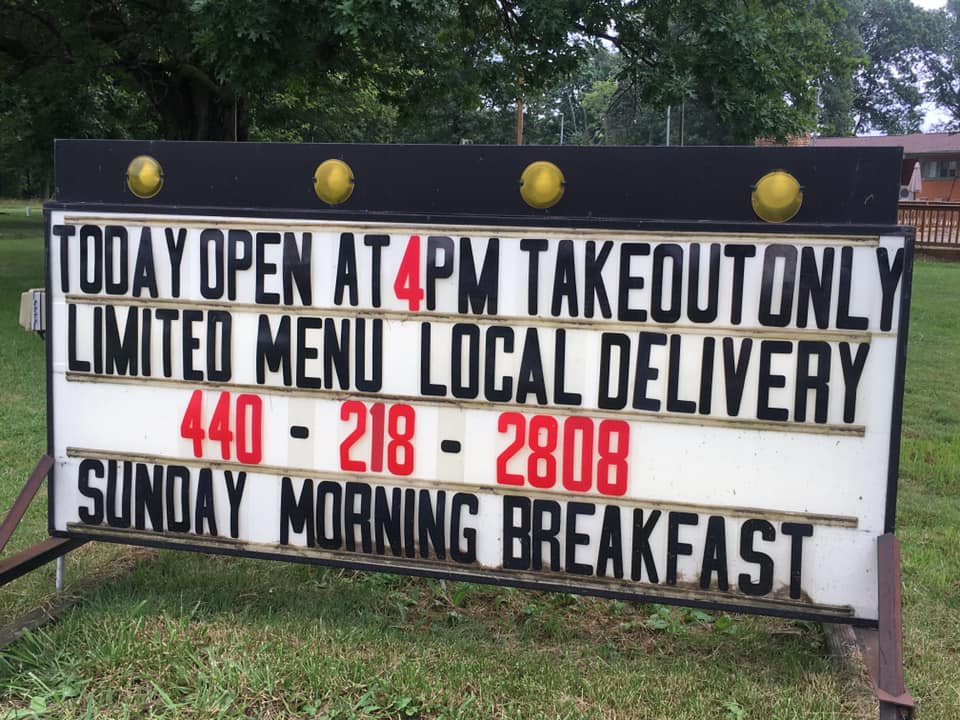 TODAY OPEN AT 4PM TAKEOUT ONLY
LIMITED MENU LOCAL DELIVERY
440 - 218 - 2808
SUNDAY MORNING BREAKFAST